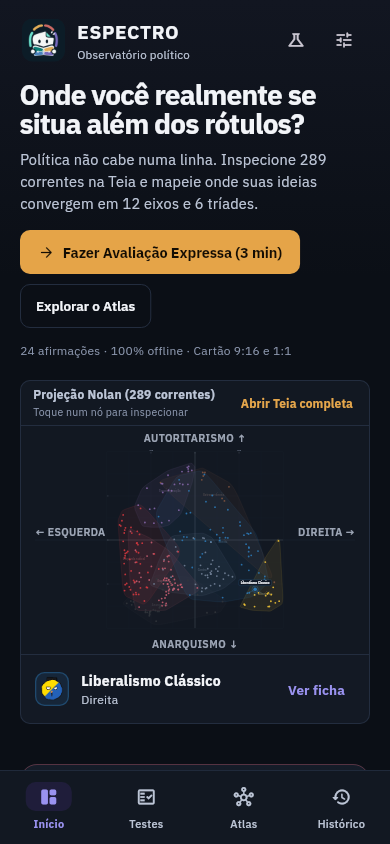 ESPECTRO
Observatório político
Onde você realmente se
situa além dos rótulos?
Política não cabe numa linha. Inspecione 289
correntes na Teia e mapeie onde suas ideias
convergem em 12 eixos e 6 tríades.
→ Fazer Avaliação Expressa (3 min)
Explorar o Atlas
24 afirmações · 100% offline · Cartão 9:16 e 1:1
Projeção Nolan (289 correntes)
Toque num nó para inspecionar
Abrir Teia completa
AUTORITARISMO ↑
← ESQUERDA
DIREITA →
Liberalismo Clássico
ANARQUISMO ↓
Liberalismo Clássico
Direita
Ver ficha
Início
Testes
Atlas
Histórico